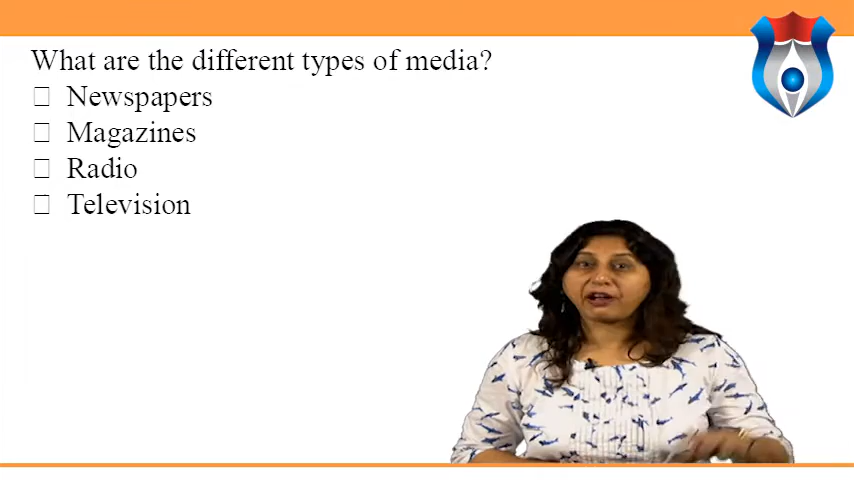 What are the different types of media?
☐ Newspapers
☐ Magazines
☐ Radio
☐ Television